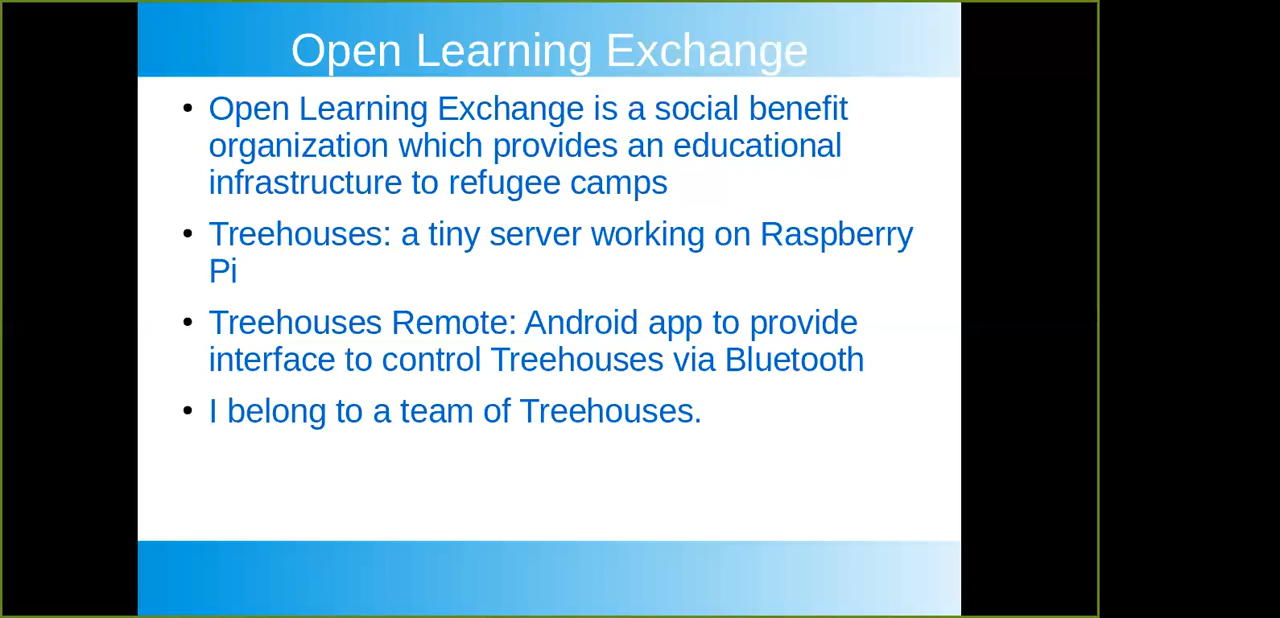 Open Learning Exchange
• Open Learning Exchange is a social benefit
organization which provides an educational
infrastructure to refugee camps
• Treehouses: a tiny server working on Raspberry
Pi
• Treehouses Remote: Android app to provide
interface to control Treehouses via Bluetooth
• I belong to a team of Treehouses.